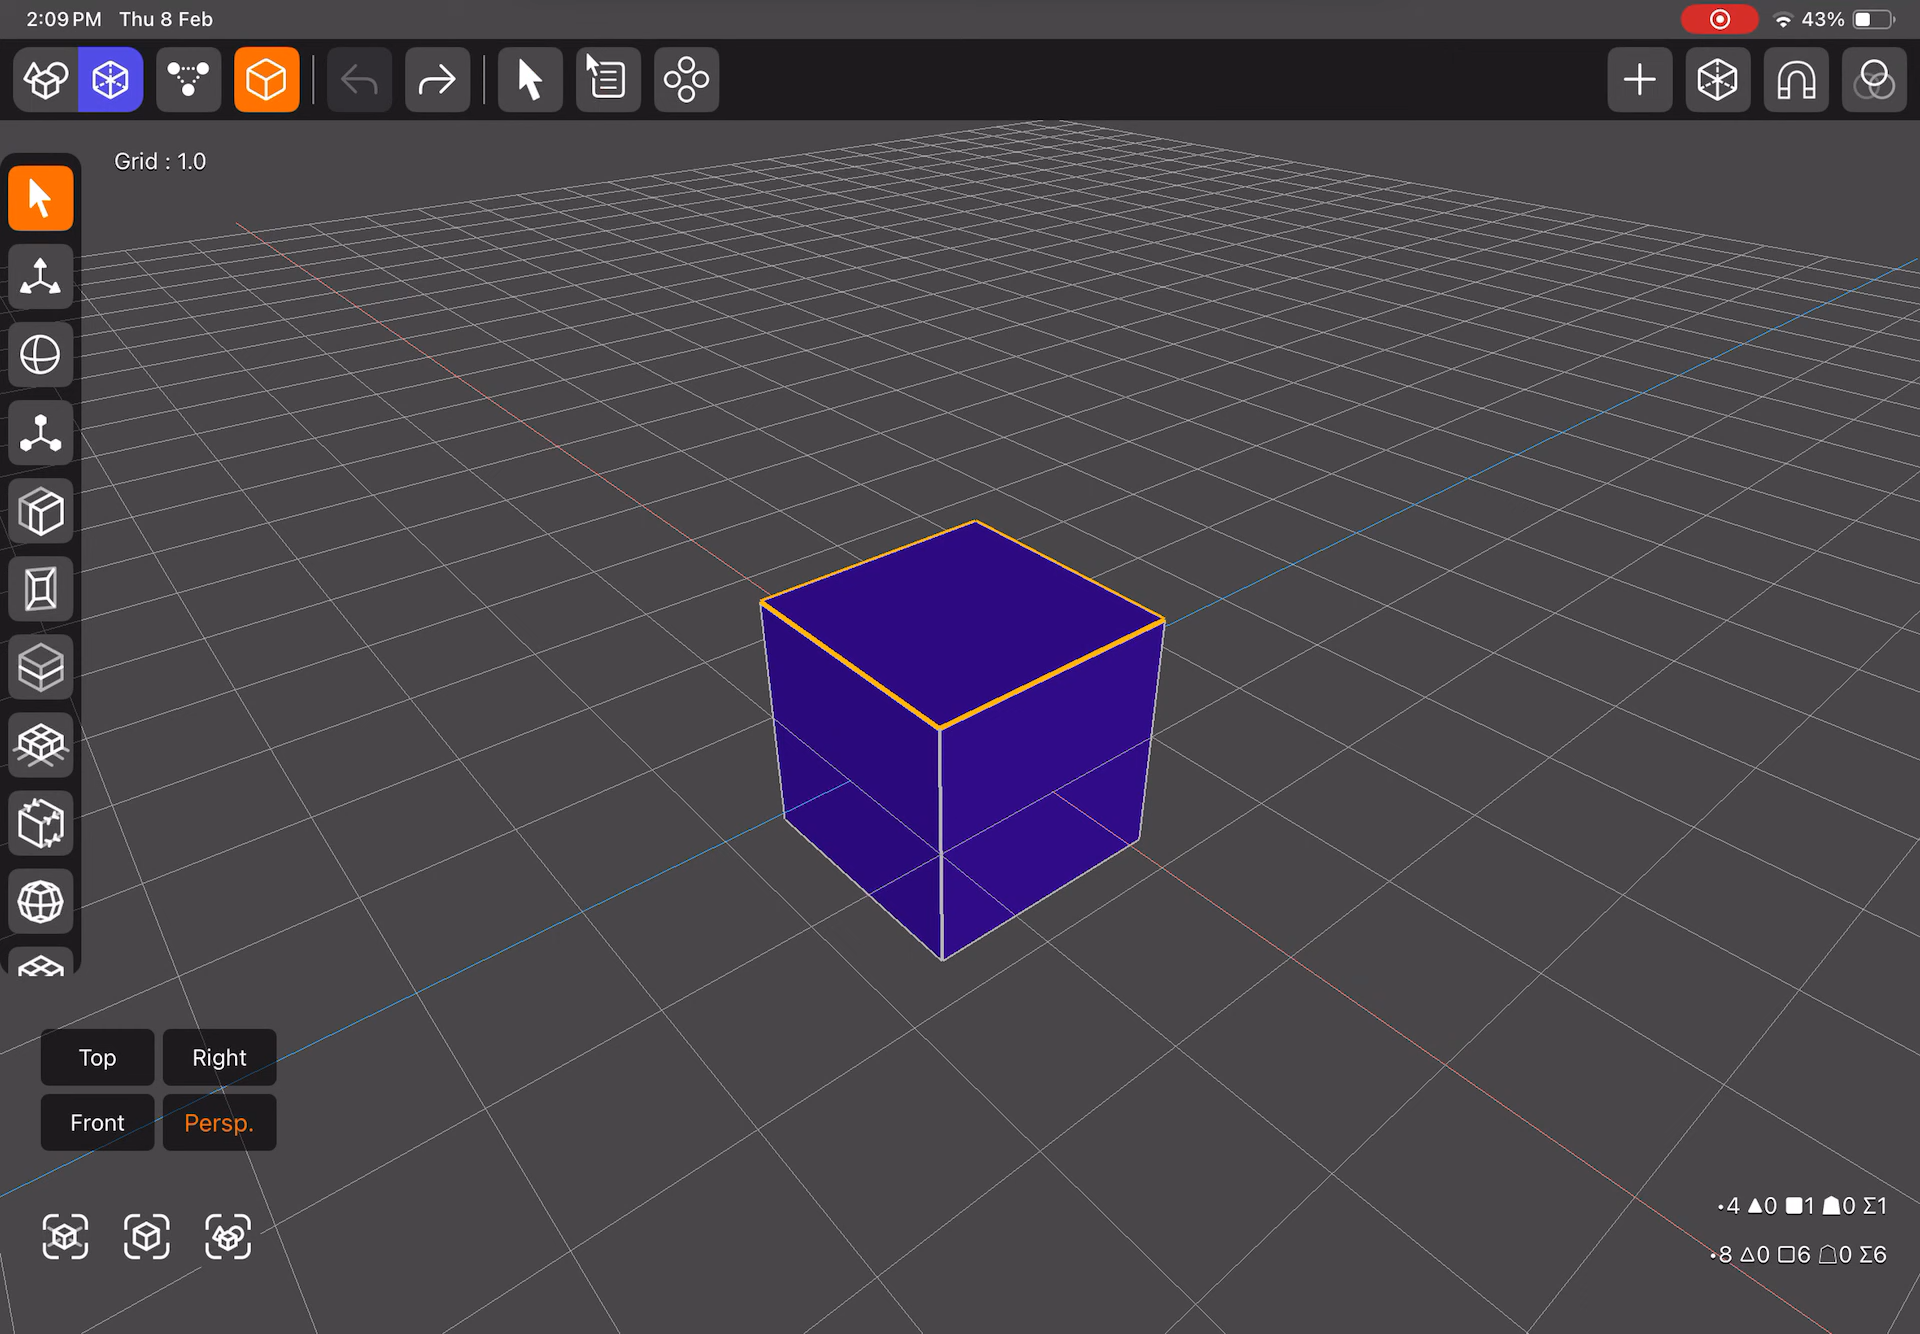 2:09 PM Thu 8 Feb
43%
Grid : 1.0
Top
Right
Front
Persp.
•4 ▲0 ■1 0 Σ1
•8 △0 □6 0 Σ6